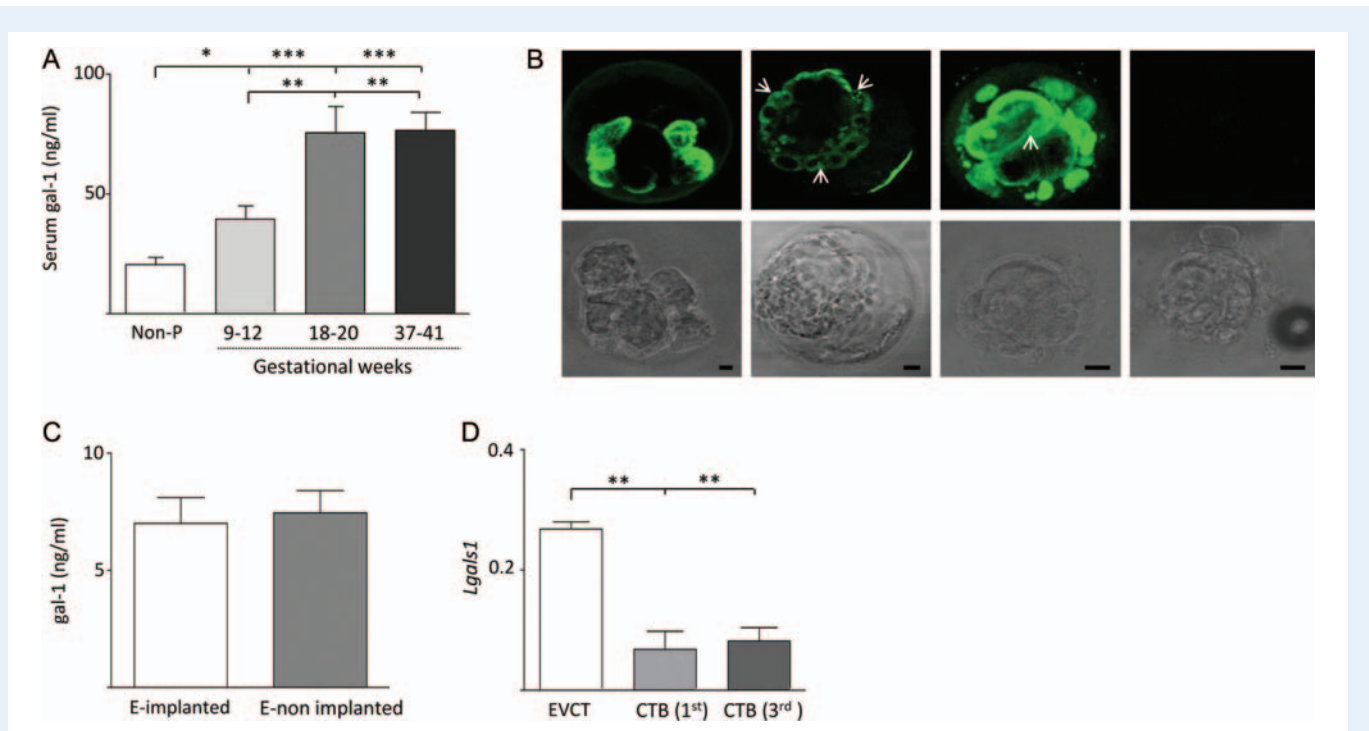 A
* *** ***
** **
100
50
Serum gal-1 (ng/ml)
Non-P 9-12 18-20 37-41
Gestational weeks
B
C
10
5
gal-1 (ng/ml)
E-implanted E-non implanted
D
0.4
** **
0.2
Lgals1
EVCT CTB (1st) CTB (3rd )